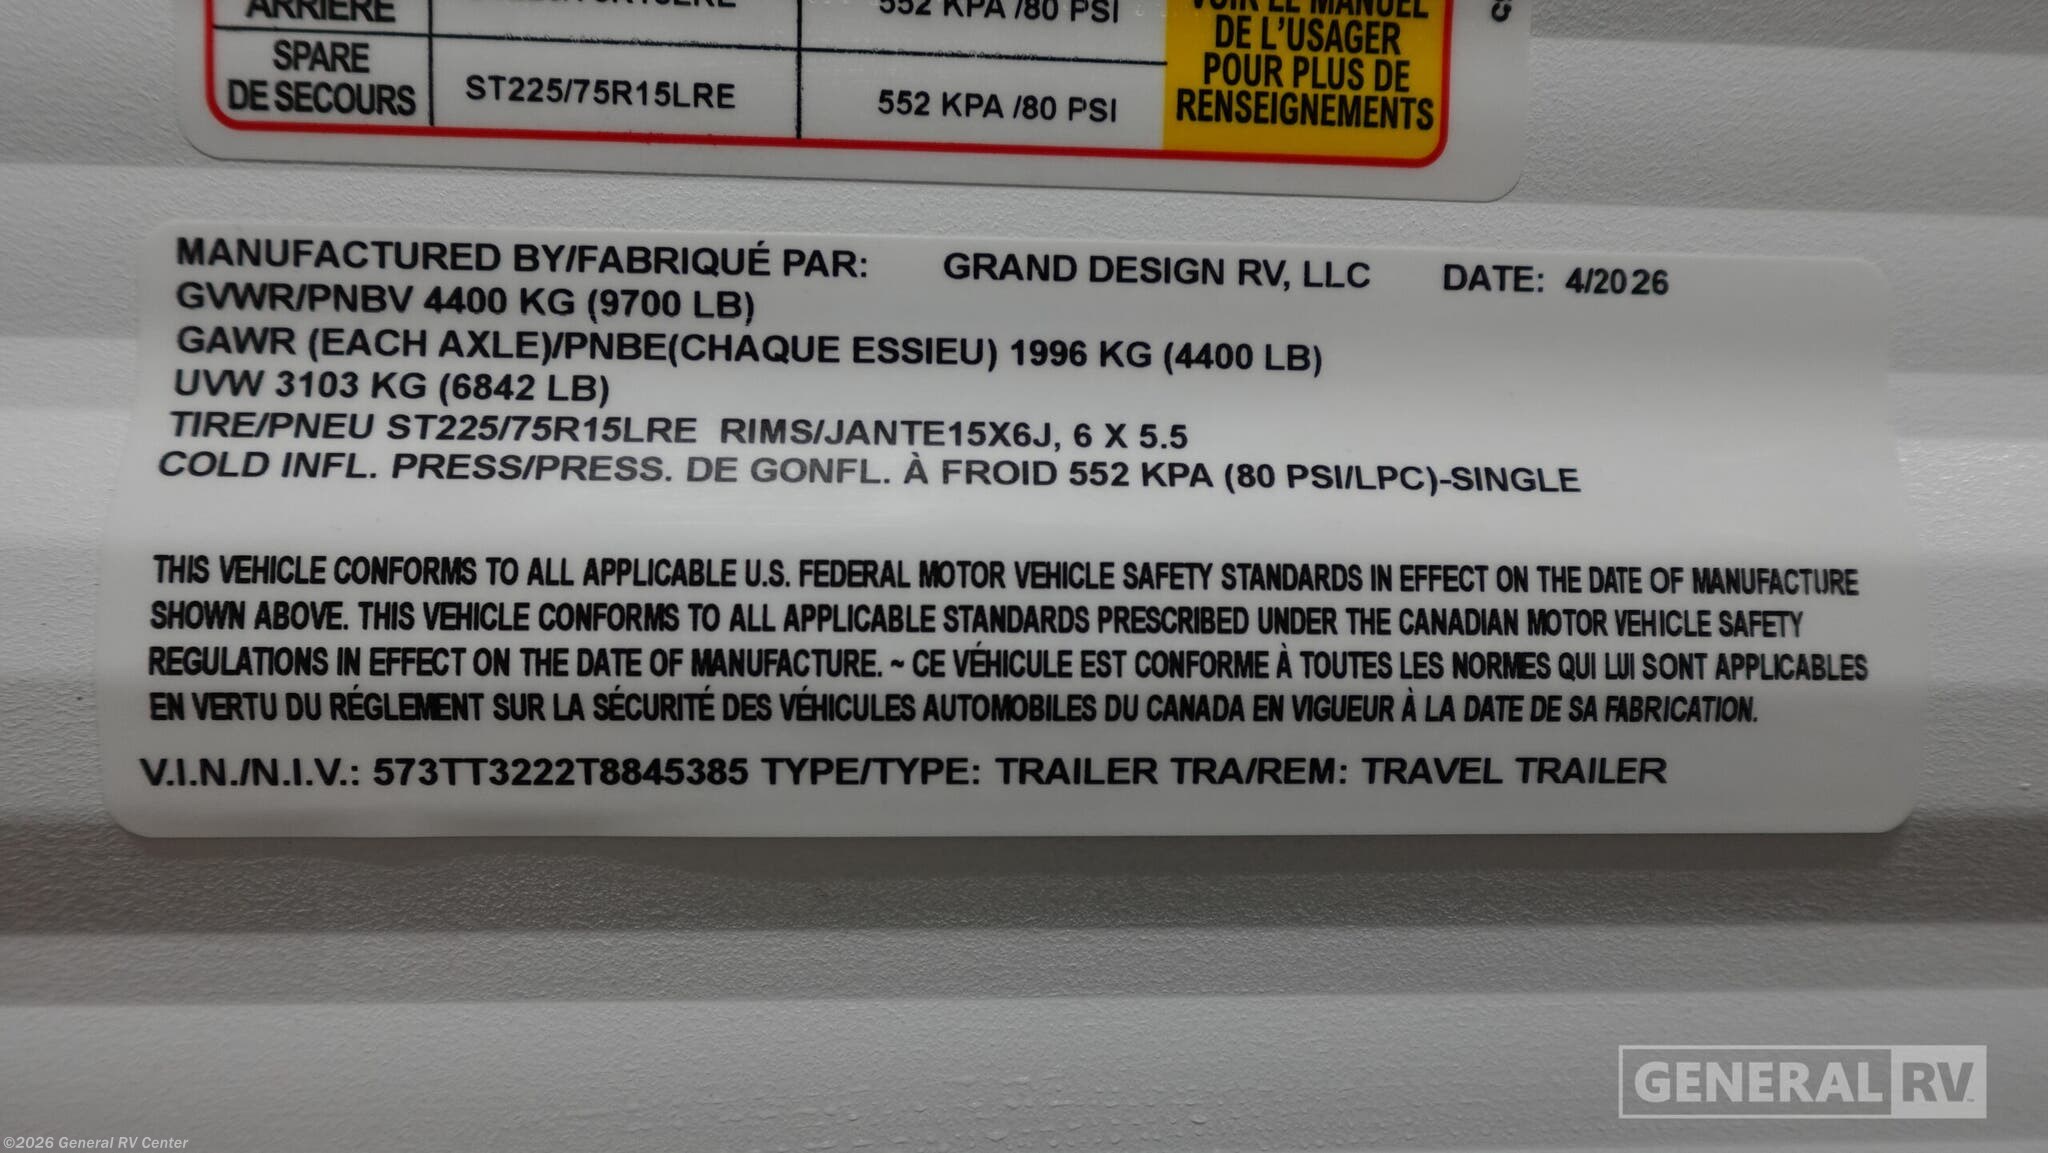 ARRIÈRE 552 KPA /80 PSI VOIR LE MANUEL
DE L'USAGER
POUR PLUS DE
RENSEIGNEMENTS
SPARE
DE SECOURS ST225/75R15LRE 552 KPA /80 PSI
MANUFACTURED BY/FABRIQUÉ PAR: GRAND DESIGN RV, LLC DATE: 4/2026
GVWR/PNBV 4400 KG (9700 LB)
GAWR (EACH AXLE)/PNBE(CHAQUE ESSIEU) 1996 KG (4400 LB)
UVW 3103 KG (6842 LB)
TIRE/PNEU ST225/75R15LRE RIMS/JANTE15X6J, 6 X 5.5
COLD INFL. PRESS/PRESS. DE GONFL. À FROID 552 KPA (80 PSI/LPC)-SINGLE
THIS VEHICLE CONFORMS TO ALL APPLICABLE U.S. FEDERAL MOTOR VEHICLE SAFETY STANDARDS IN EFFECT ON THE DATE OF MANUFACTURE
SHOWN ABOVE. THIS VEHICLE CONFORMS TO ALL APPLICABLE STANDARDS PRESCRIBED UNDER THE CANADIAN MOTOR VEHICLE SAFETY
REGULATIONS IN EFFECT ON THE DATE OF MANUFACTURE. ~ CE VÉHICULE EST CONFORME À TOUTES LES NORMES QUI LUI SONT APPLICABLES
EN VERTU DU RÉGLEMENT SUR LA SÉCURITÉ DES VÉHICULES AUTOMOBILES DU CANADA EN VIGUEUR À LA DATE DE SA FABRICATION.
V.I.N./N.I.V.: 573TT3222T8845385 TYPE/TYPE: TRAILER TRA/REM: TRAVEL TRAILER
GENERAL RV
©2026 General RV Center